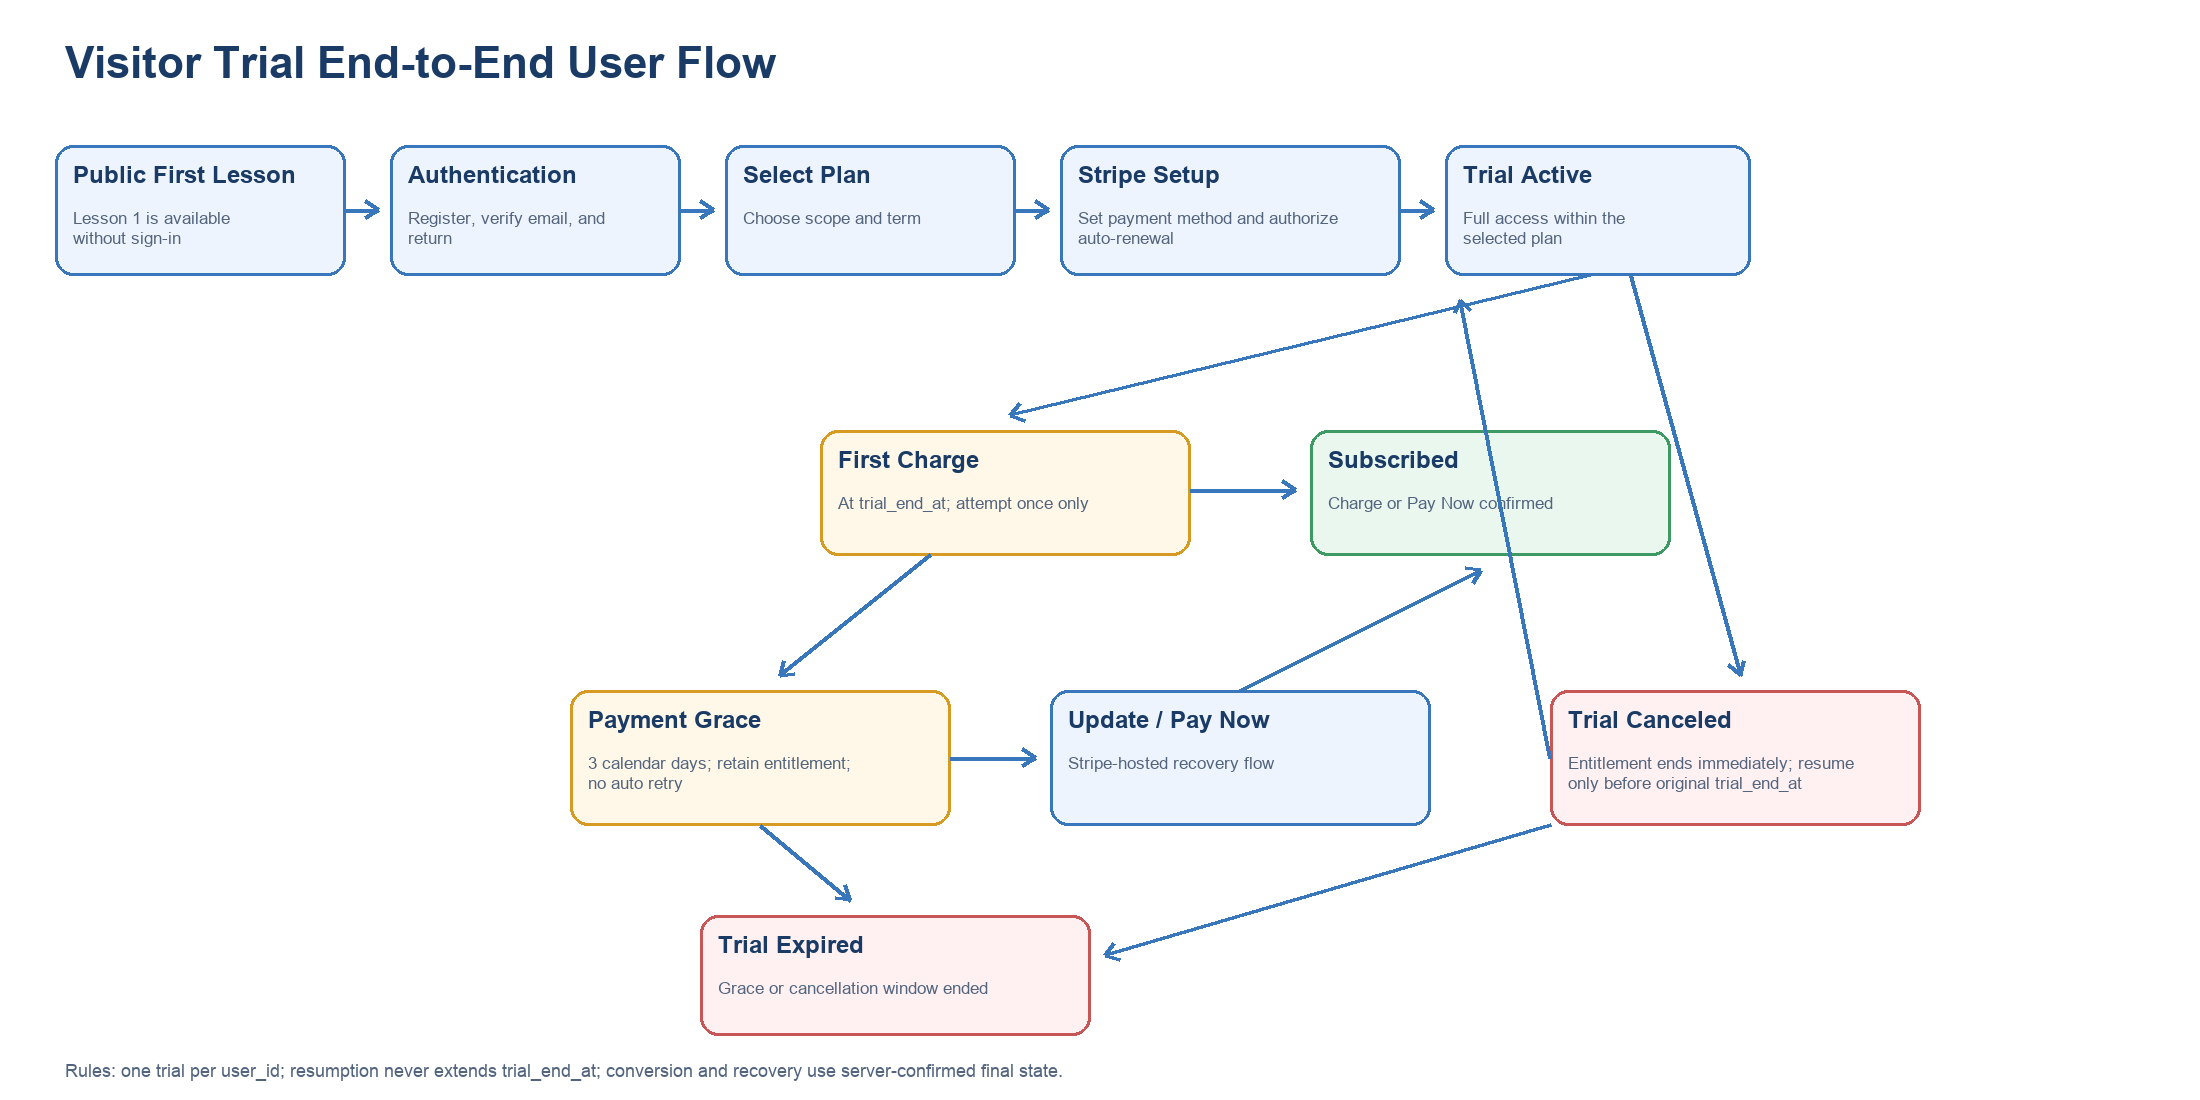 Visitor Trial End-to-End User Flow
Public First Lesson
Lesson 1 is available
without sign-in
Authentication
Register, verify email, and
return
Select Plan
Choose scope and term
Stripe Setup
Set payment method and authorize
auto-renewal
Trial Active
Full access within the
selected plan
First Charge
At trial_end_at; attempt once only
Subscribed
Charge or Pay Now confirmed
Payment Grace
3 calendar days; retain entitlement;
no auto retry
Update / Pay Now
Stripe-hosted recovery flow
Trial Canceled
Entitlement ends immediately; resume
only before original trial_end_at
Trial Expired
Grace or cancellation window ended
Rules: one trial per user_id; resumption never extends trial_end_at; conversion and recovery use server-confirmed final state.